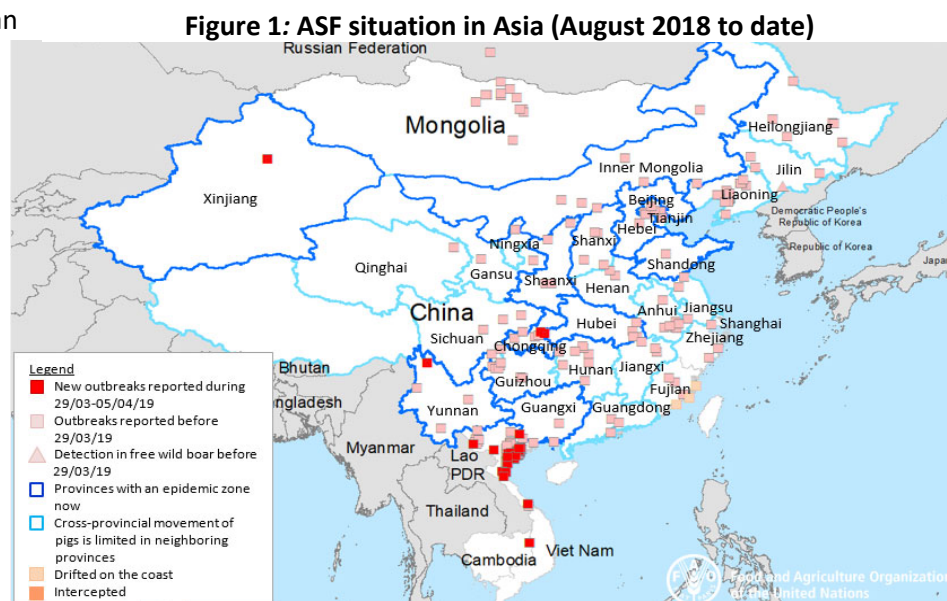 an
Figure 1: ASF situation in Asia (August 2018 to date)
Russian Federation
Mongolia
Heilongjiang
Inner Mongolia
Jilin
Xinjiang
Beijing
Liaoning
Tianjin
Democratic People's
Republic of Korea
Hebei
Ningxia
Shanxi
Republic of Korea
Japa
Qinghai
Gansu
Shandong
Shaanxi
Henan
China
Anhui
Jiangsu
Hubei
Shanghai
Sichuan
Chongqing
Zhejiang
Hunan
Jiangxi
Bhutan
Guizhou
Fujian
ngladesh
Yunnan
Guangxi
Guangdong
Myanmar
Lao
PDR
Thailand
Cambodia
Viet Nam
Legend
New outbreaks reported during
29/03-05/04/19
Outbreaks reported before
29/03/19
Detection in free wild boar before
29/03/19
Provinces with an epidemic zone
now
Cross-provincial movement of
pigs is limited in neighboring
provinces
Drifted on the coast
Intercepted
Food and Agriculture Organization
of the United Nations